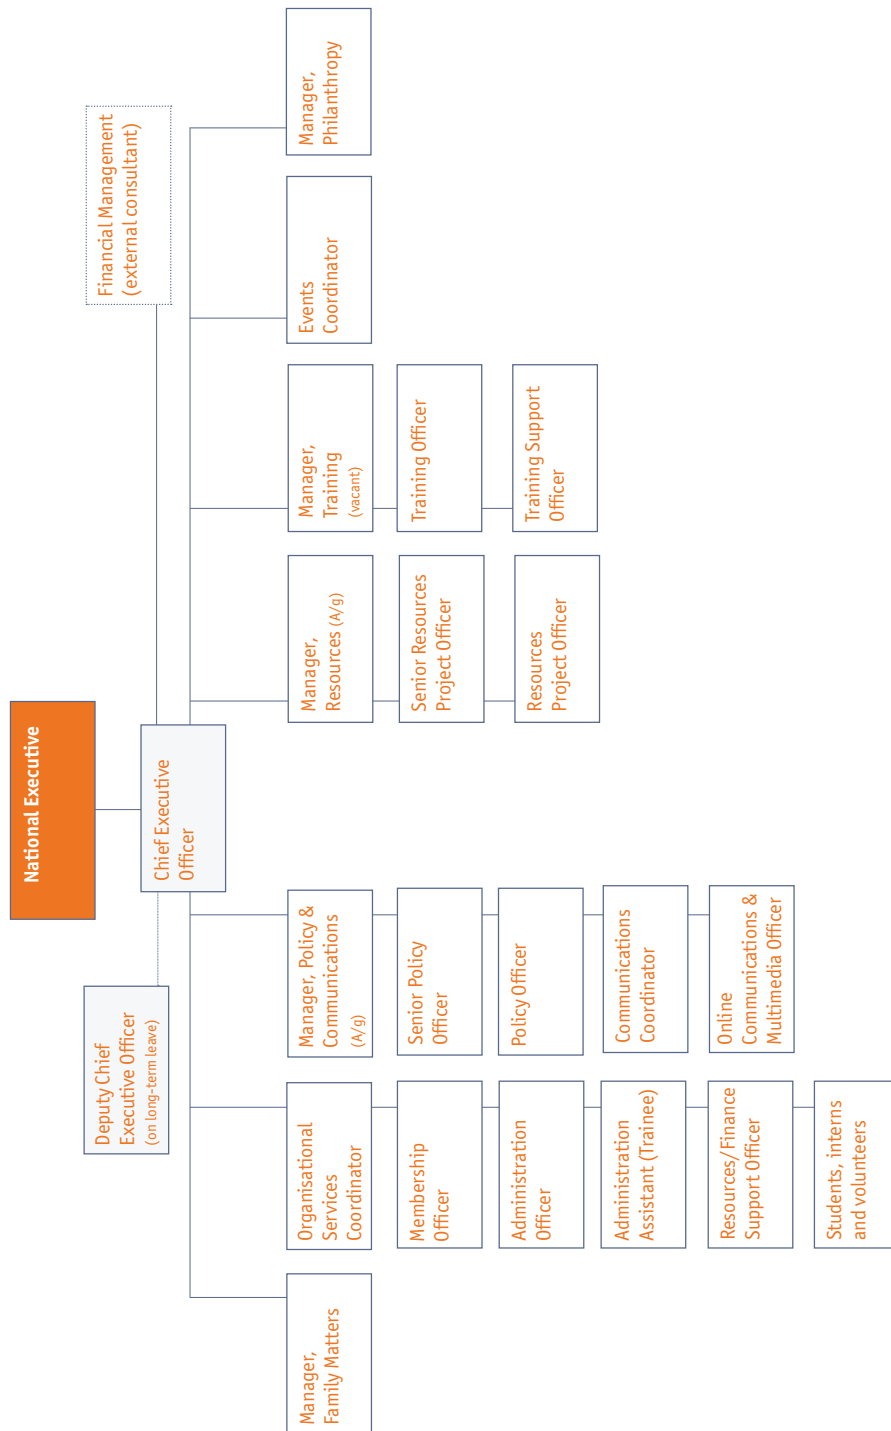 National Executive
Deputy Chief
Executive Officer
(on long-term leave)
Chief Executive
Officer
Financial Management
(external consultant)
Manager,
Family Matters
Organisational
Services
Coordinator
Membership
Officer
Administration
Officer
Administration
Assistant (Trainee)
Resources/Finance
Support Officer
Students, interns
and volunteers
Manager, Policy &
Communications
(A/g)
Senior Policy
Officer
Policy Officer
Communications
Coordinator
Online
Communications &
Multimedia Officer
Manager,
Resources (A/g)
Senior Resources
Project Officer
Resources
Project Officer
Manager,
Training
(vacant)
Training Officer
Training Support
Officer
Events
Coordinator
Manager,
Philanthropy